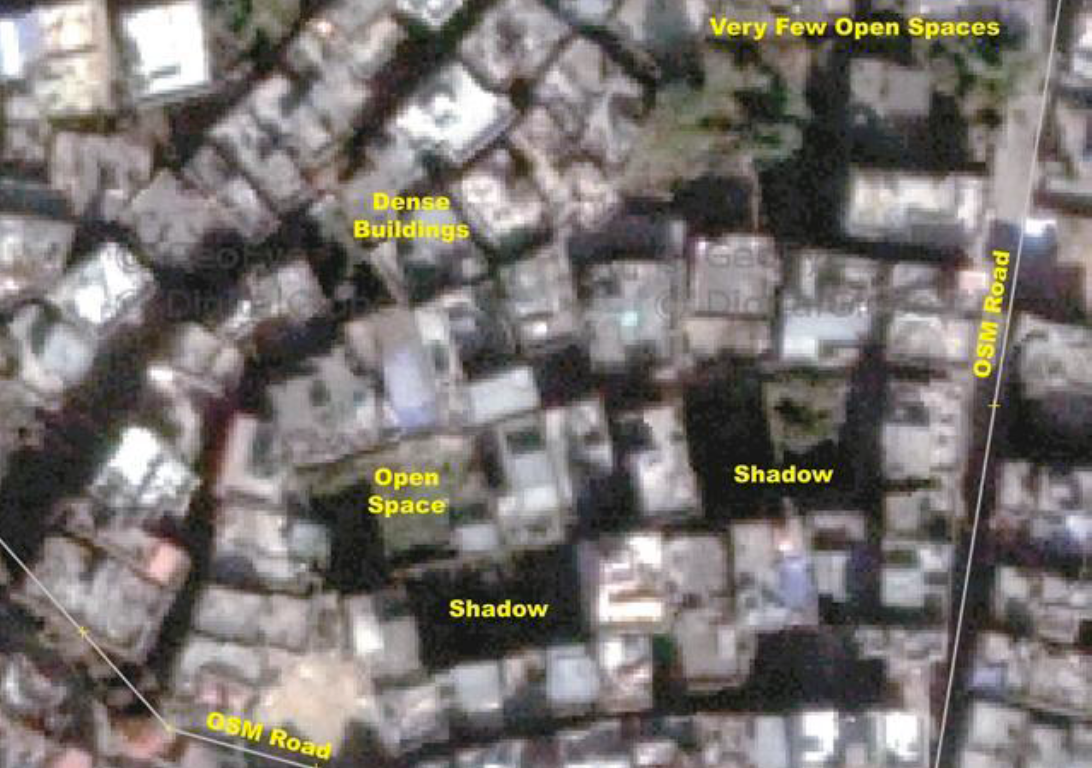 Very Few Open Spaces
Dense
Buildings
OSM Road
Open
Space
Shadow
Shadow
OSM Road